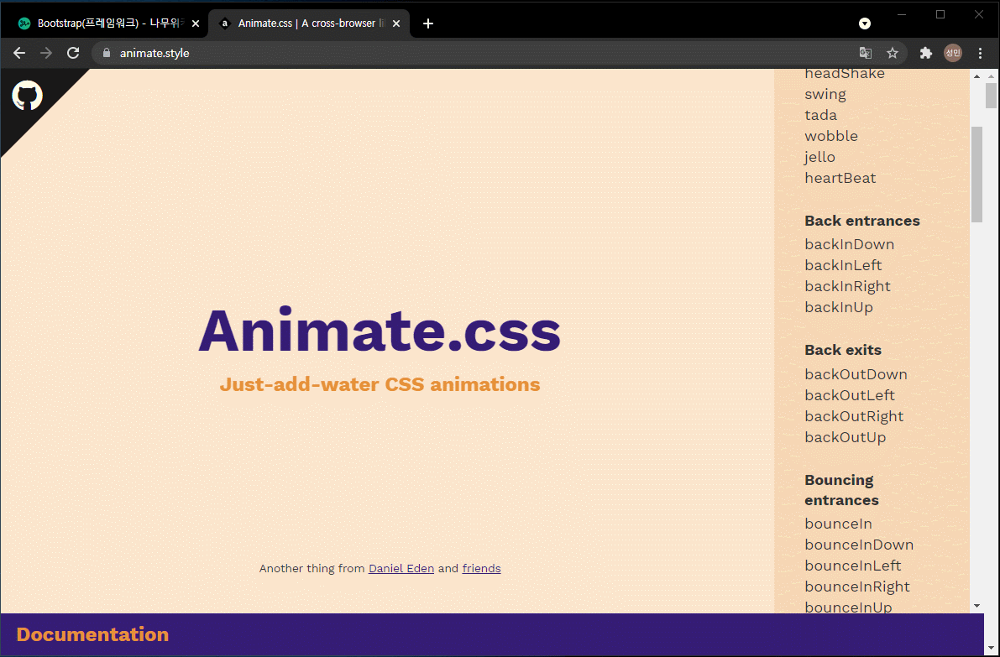 Bootstrap(프레임워크) - 나무위키
Animate.css | A cross-browser li
animate.style
성민
headShake
swing
tada
wobble
jello
heartBeat
Back entrances
backInDown
backInLeft
backInRight
backInUp
Back exits
backOutDown
backOutLeft
backOutRight
backOutUp
Bouncing
entrances
bounceIn
bounceInDown
bounceInLeft
bounceInRight
bounceInUp
Animate.css
Just-add-water CSS animations
Another thing from Daniel Eden and friends
Documentation